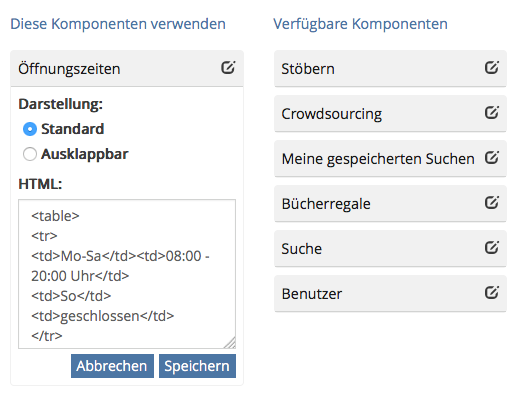 Diese Komponenten verwenden
Öffnungszeiten
Darstellung:
Standard
Ausklappbar
HTML:
<table>
<tr>
<td>Mo-Sa</td><td>08:00 -
20:00 Uhr</td>
<td>So</td>
<td>geschlossen</td>
</tr>
Abbrechen
Speichern
Verfügbare Komponenten
Stöbern
Crowdsourcing
Meine gespeicherten Suchen
Bücherregale
Suche
Benutzer